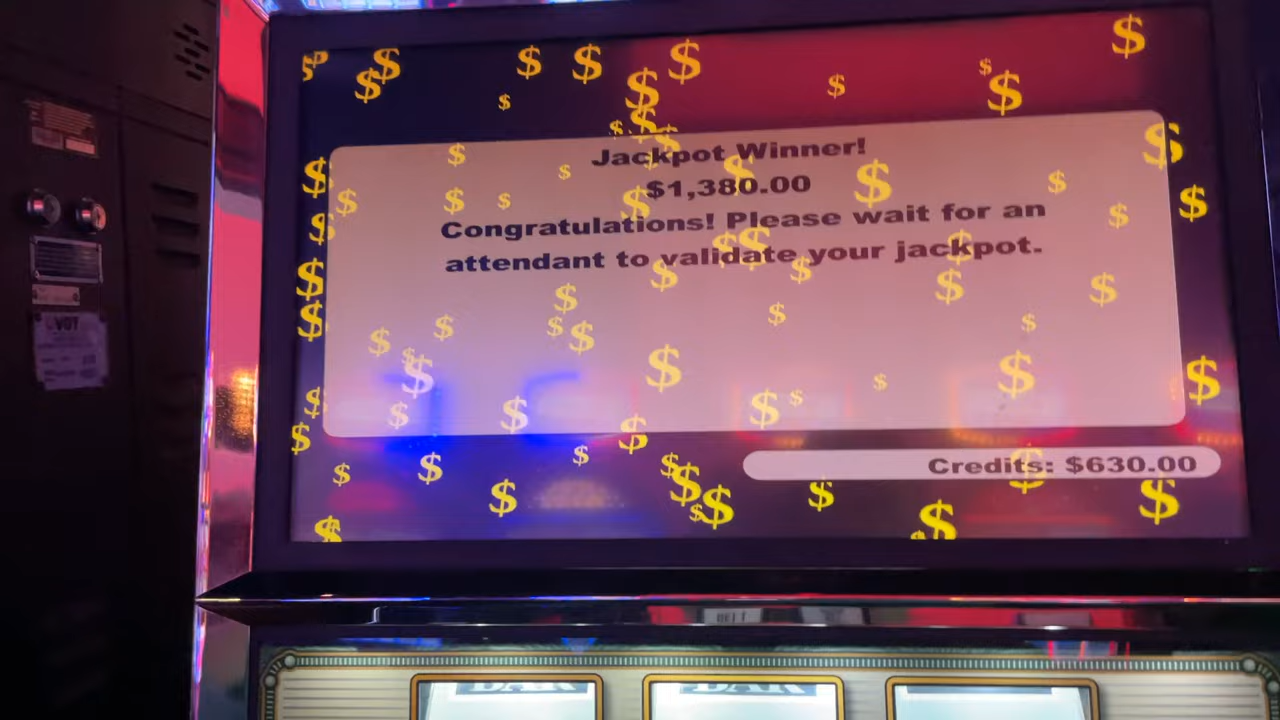 Jackpot Winner!
$1,380.00
Congratulations! Please wait for an
attendant to validate your jackpot.
Credits: $630.00